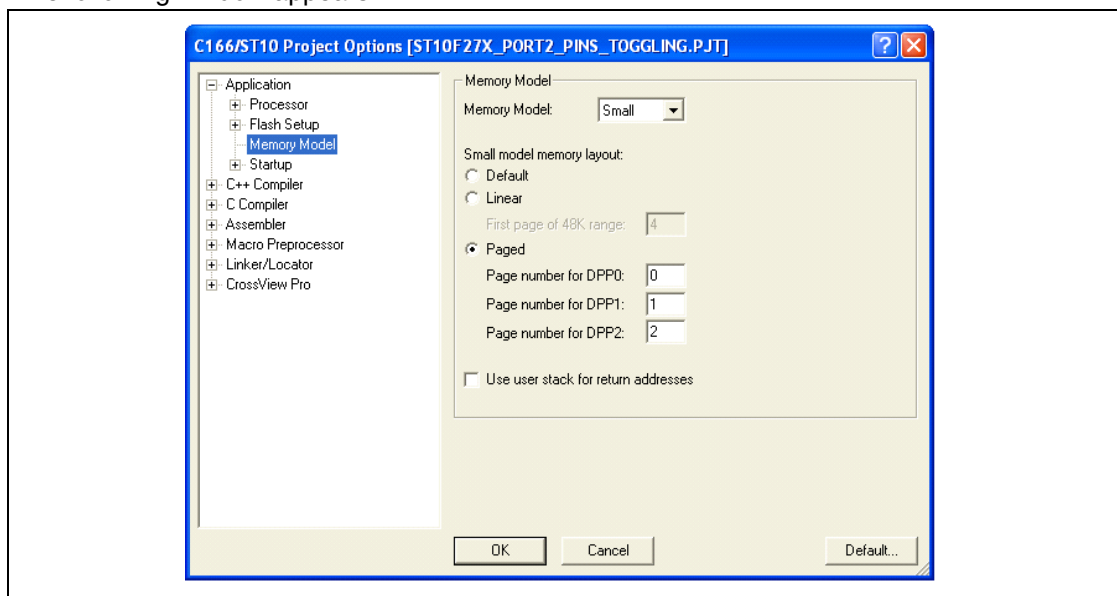 C166/ST10 Project Options [ST10F27X_PORT2_PINS_TOGGLING.PJT]
Application
Processor
Flash Setup
Memory Model
Startup
C++ Compiler
C Compiler
Assembler
Macro Preprocessor
Linker/Locator
CrossView Pro
Memory Model
Memory Model: Small
Small model memory layout:
Default
Linear
First page of 48K range: 4
Paged
Page number for DPP0: 0
Page number for DPP1: 1
Page number for DPP2: 2
Use user stack for return addresses
OK Cancel Default...